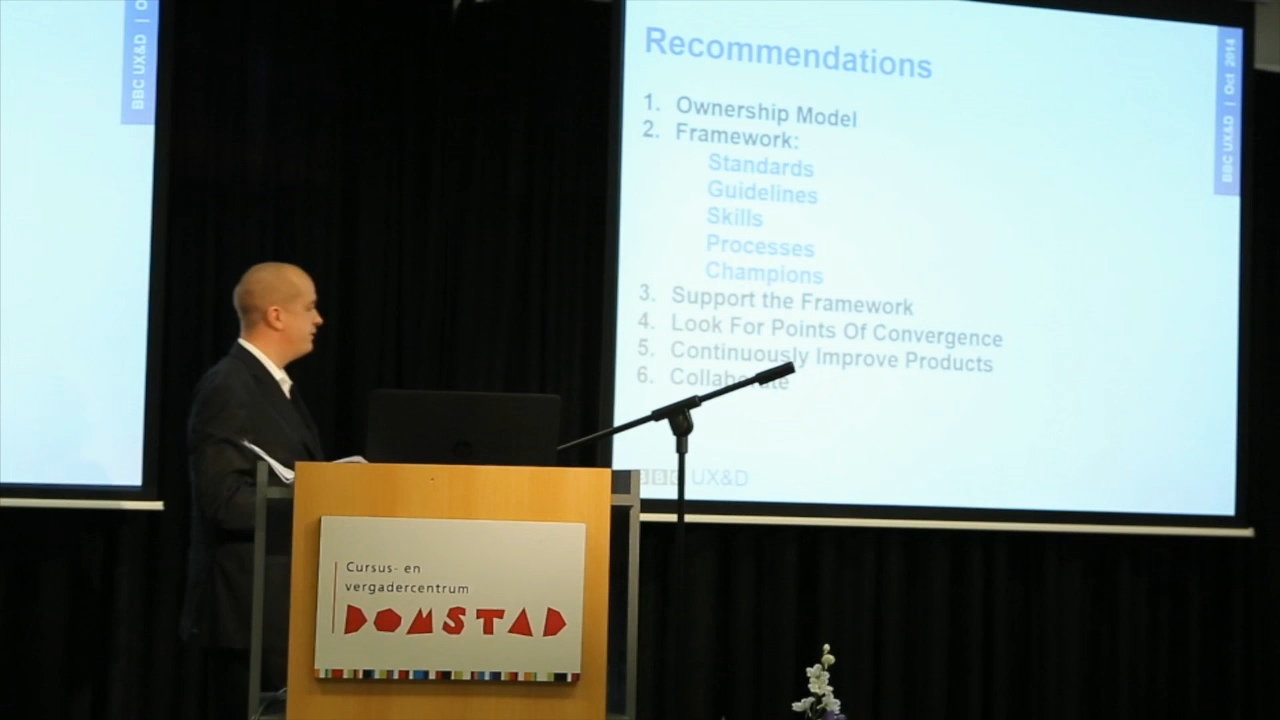 BBC UX&D |
Recommendations
1. Ownership Model
2. Framework:
Standards
Guidelines
Skills
Processes
Champions
3. Support the Framework
4. Look For Points Of Convergence
5. Continuously Improve Products
6. Collaborate
BBC UX&D
BBC UX&D | Oct 2014
Cursus- en
vergadercentrum
DOMSTAD